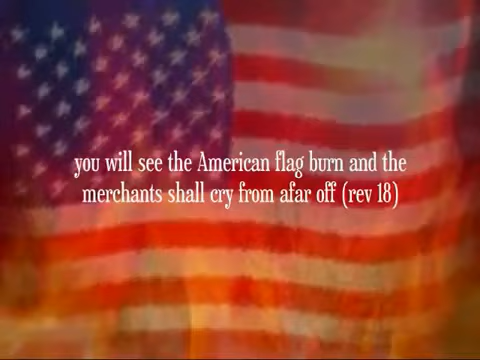 you will see the American flag burn and the
merchants shall cry from afar off (rev 18)